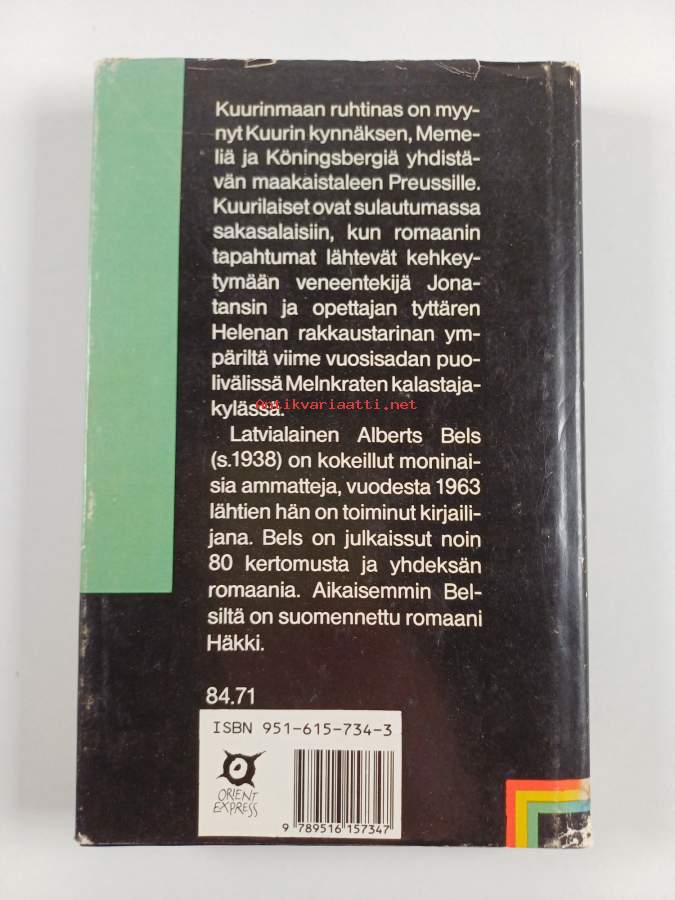 Kuurinmaan ruhtinas on myy-
nyt Kuurin kynnäksen, Meme-
liä ja Köningsbergiä yhdistä-
vän maakaistaleen Preussille.
Kuurilaiset ovat sulautumassa
sakasalaisiin, kun romaanin
tapahtumat lähtevät kehkey-
tymään veneentekijä Jona-
tansin ja opettajan tyttären
Helenan rakkaustarinan ym-
päriltä viime vuosisadan puo-
livälissä Melnkraten kalastaja-
kylässä.
Antikvariaatti.net
Latvialainen Alberts Bels
(s.1938) on kokeillut moninai-
sia ammatteja, vuodesta 1963
lähtien hän on toiminut kirjaili-
jana. Bels on julkaissut noin
80 kertomusta ja yhdeksän
romaania. Aikaisemmin Bel-
siltä on suomennettu romaani
Häkki.
84.71
ISBN 951-615-734-3
ORIENT
EXPRESS
9 789516 157347